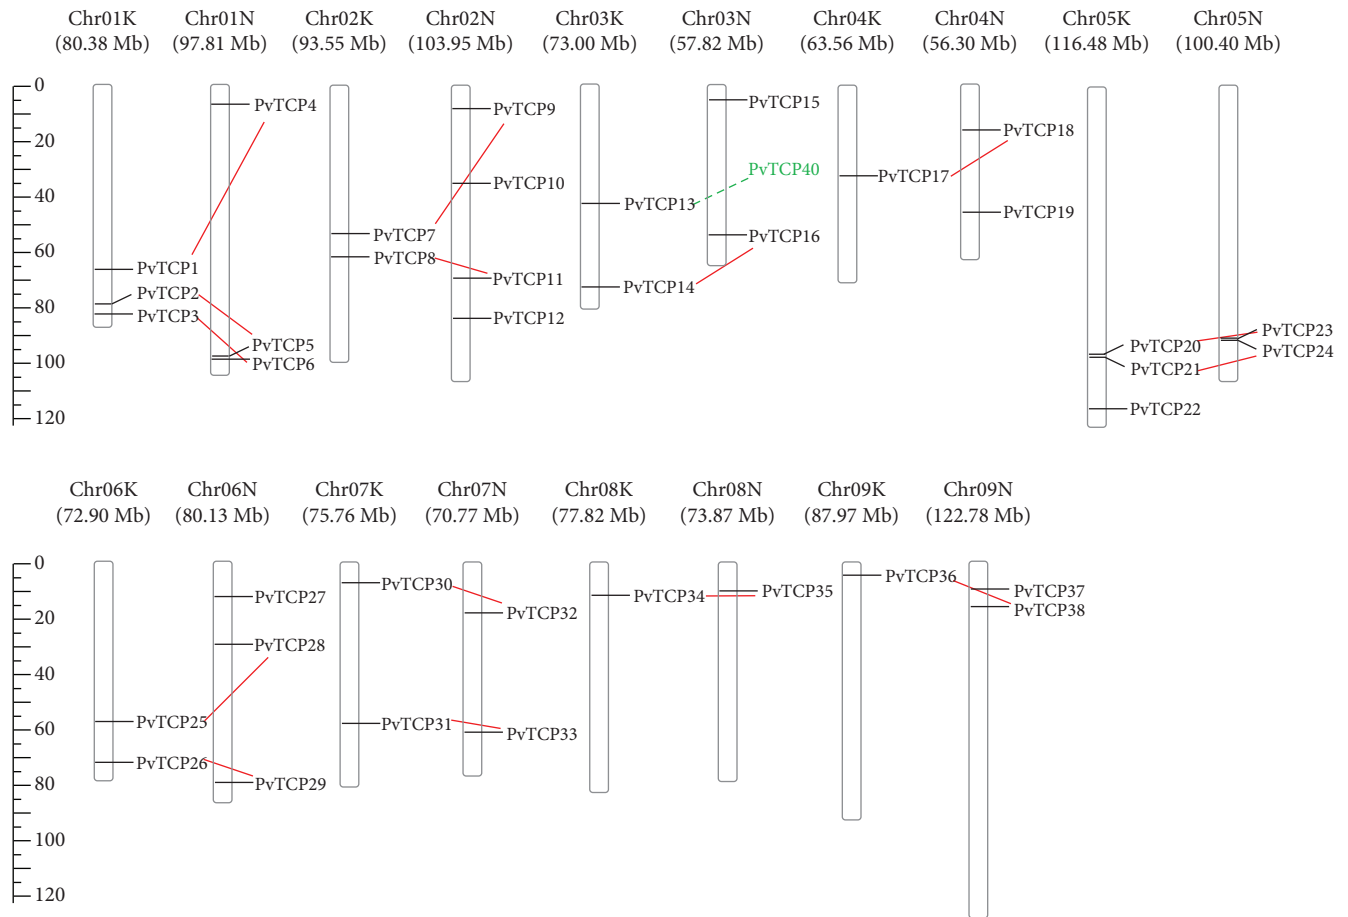 Chr01K Chr01N Chr02K Chr02N Chr03K Chr03N Chr04K Chr04N Chr05K Chr05N
(80.38 Mb) (97.81 Mb) (93.55 Mb) (103.95 Mb) (73.00 Mb) (57.82 Mb) (63.56 Mb) (56.30 Mb) (116.48 Mb) (100.40 Mb)
0
PvTCP4 PvTCP9 PvTCP15
20
PvTCP18
PvTCP40
PvTCP10 PvTCP17
40
PvTCP13 PvTCP19
PvTCP7 PvTCP16
60
PvTCP8
PvTCP1 PvTCP11
PvTCP2 PvTCP14
80
PvTCP3 PvTCP12
PvTCP23
PvTCP5 PvTCP20 PvTCP24
100
PvTCP6 PvTCP21
PvTCP22
120
Chr06K Chr06N Chr07K Chr07N Chr08K Chr08N Chr09K Chr09N
(72.90 Mb) (80.13 Mb) (75.76 Mb) (70.77 Mb) (77.82 Mb) (73.87 Mb) (87.97 Mb) (122.78 Mb)
0
PvTCP30 PvTCP36
PvTCP27 PvTCP34 PvTCP35 PvTCP37
20
PvTCP32 PvTCP38
PvTCP28
40
PvTCP25 PvTCP31
60
PvTCP33
PvTCP26
80
PvTCP29
100
120